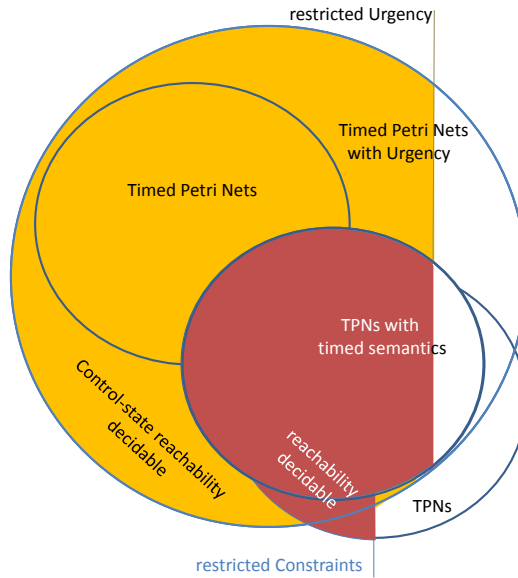 restricted Urgency
Timed Petri Nets
with Urgency
Timed Petri Nets
TPNs with
timed semantics
Control-state reachability
decidable
reachability
decidable
TPNs
restricted Constraints